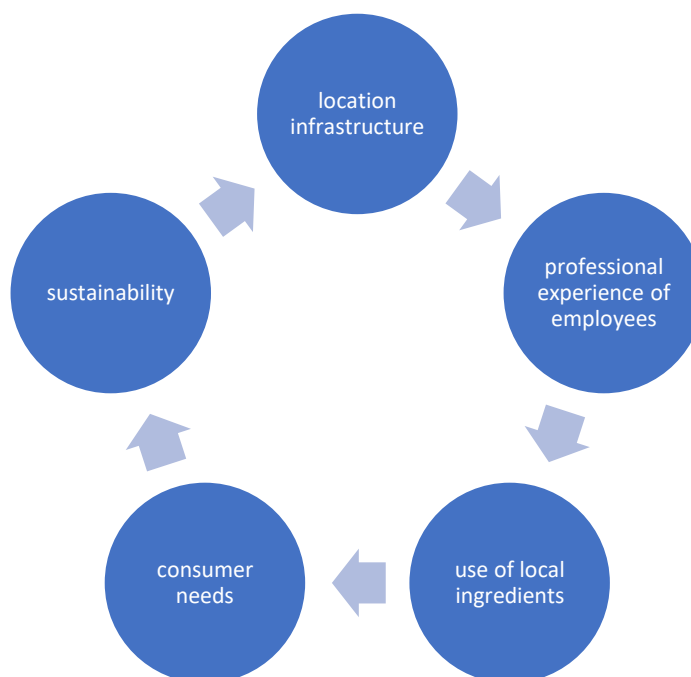 location
infrastructure
professional
experience of
employees
use of local
ingredients
consumer
needs
sustainability